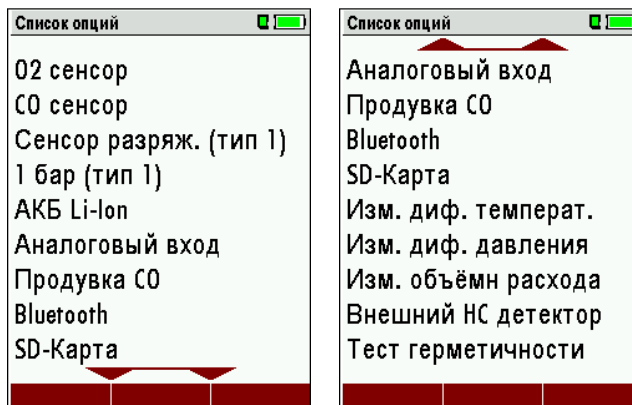 Список опций
O2 сенсор
CO сенсор
Сенсор разряж. (тип 1)
1 бар (тип 1)
АКБ Li-Ion
Аналоговый вход
Продувка CO
Bluetooth
SD-Карта
Список опций
Аналоговый вход
Продувка CO
Bluetooth
SD-Карта
Изм. диф. температ.
Изм. диф. давления
Изм. объёмн расхода
Внешний HC детектор
Тест герметичности